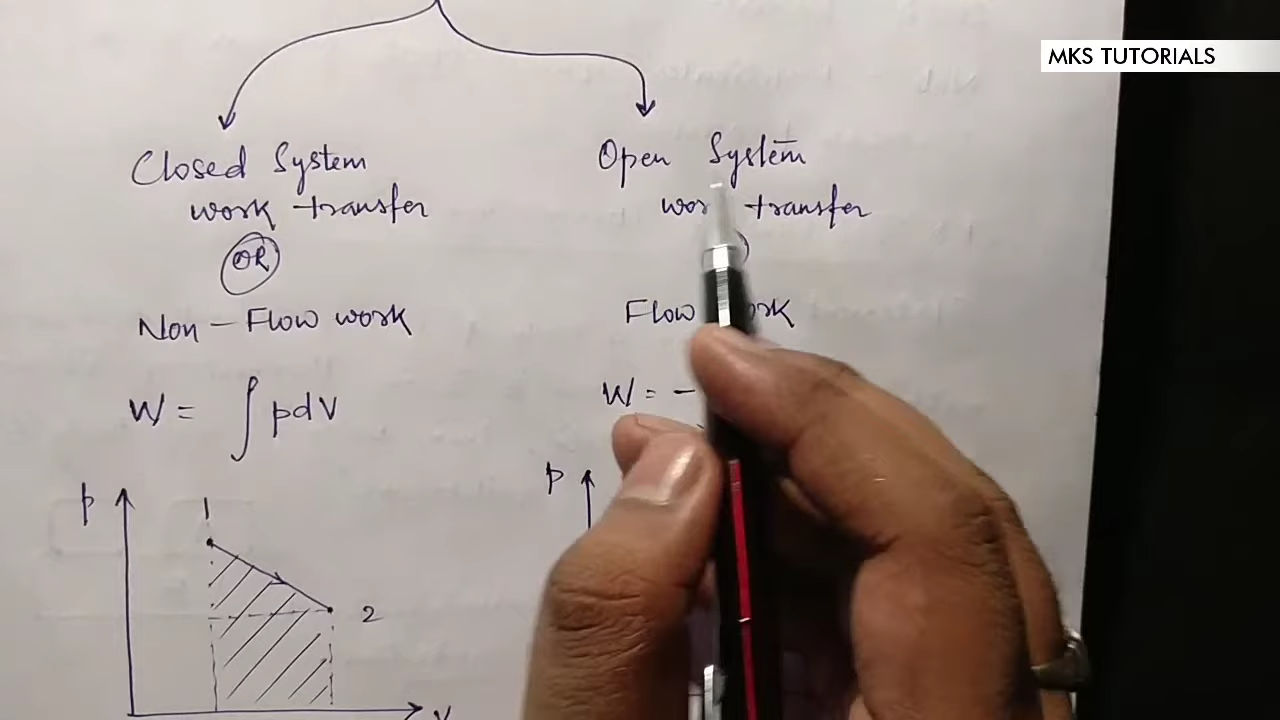 MKS TUTORIALS
Closed System
work transfer
OR
Non-Flow work
W = ∫ pdV
p
1
2
V
Open System
transfer
Flow
W = -
p